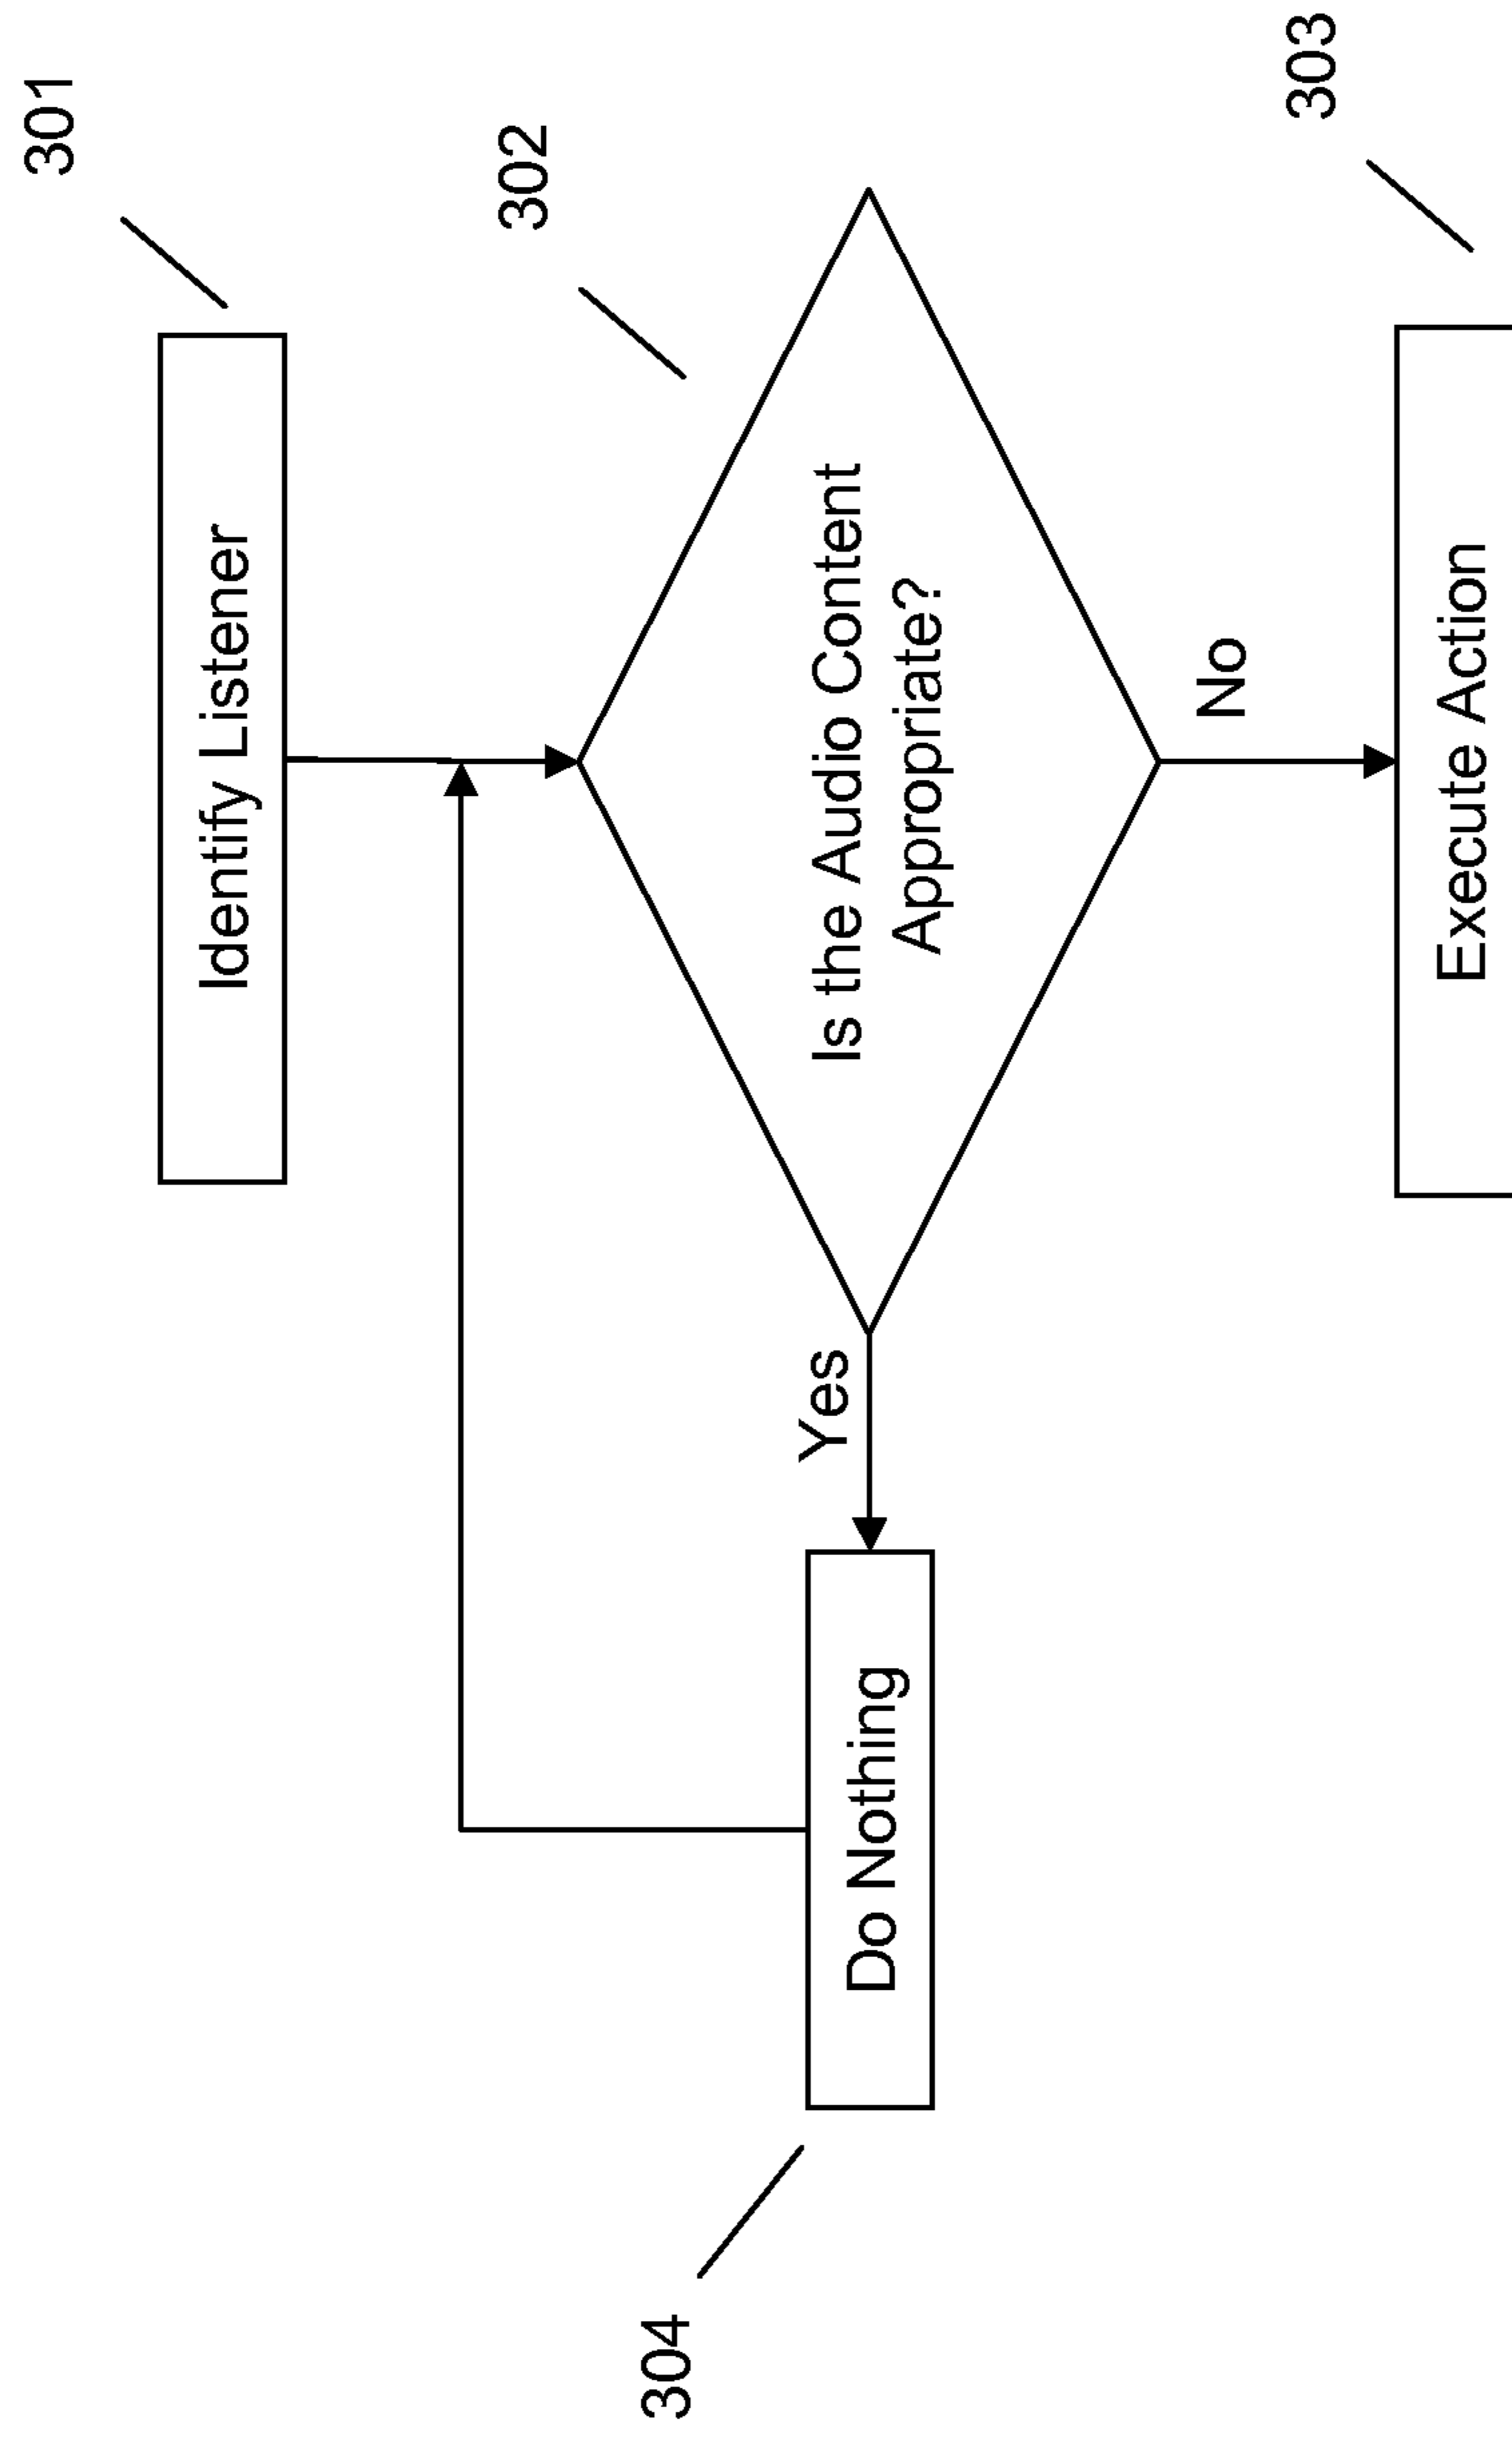 301
Identify Listener
302
Is the Audio Content
Appropriate?
Yes
No
Do Nothing
304
303
Execute Action